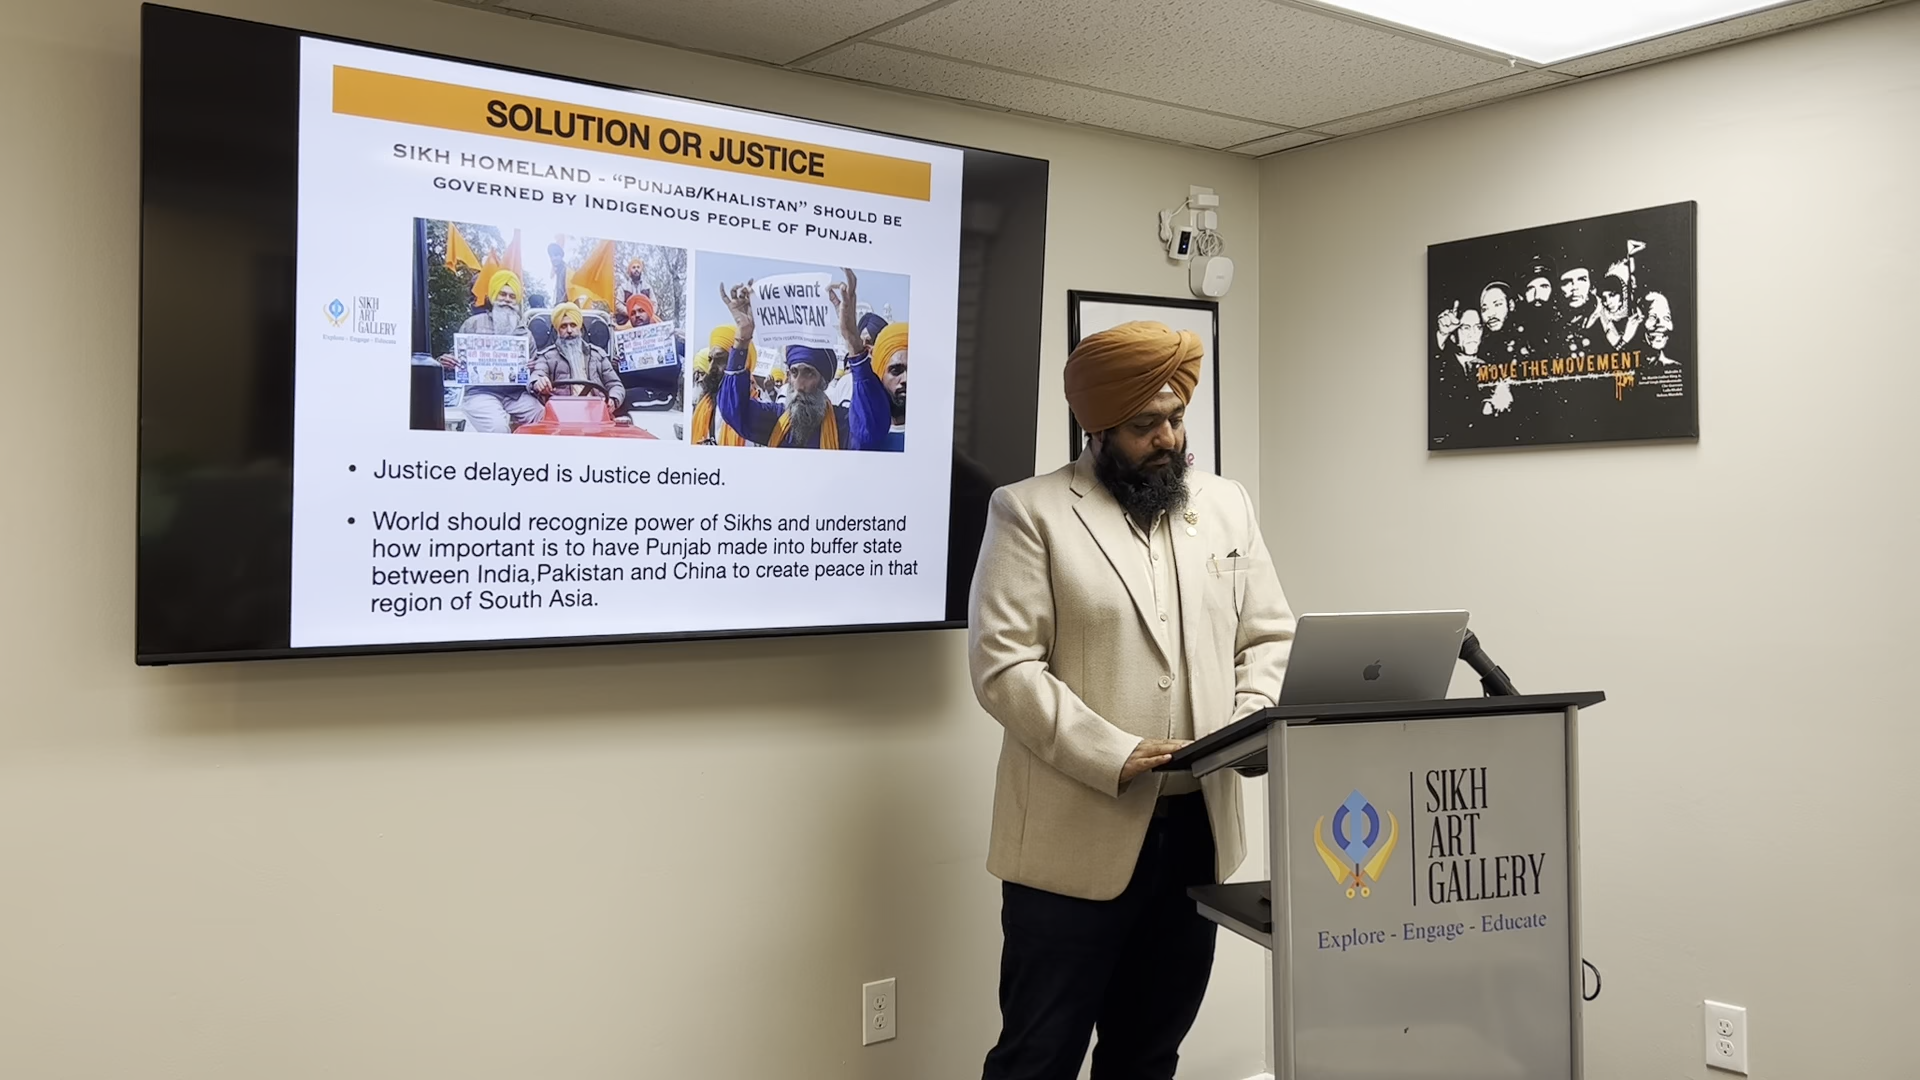 SOLUTION OR JUSTICE
SIKH HOMELAND - “PUNJAB/KHALISTAN” SHOULD BE
GOVERNED BY INDIGENOUS PEOPLE OF PUNJAB.
SIKH
ART
GALLERY
Explore - Engage - Educate
We want
'KHALISTAN'
• Justice delayed is Justice denied.
• World should recognize power of Sikhs and understand
how important is to have Punjab made into buffer state
between India,Pakistan and China to create peace in that
region of South Asia.
MOVE THE MOVEMENT
SIKH
ART
GALLERY
Explore - Engage - Educate